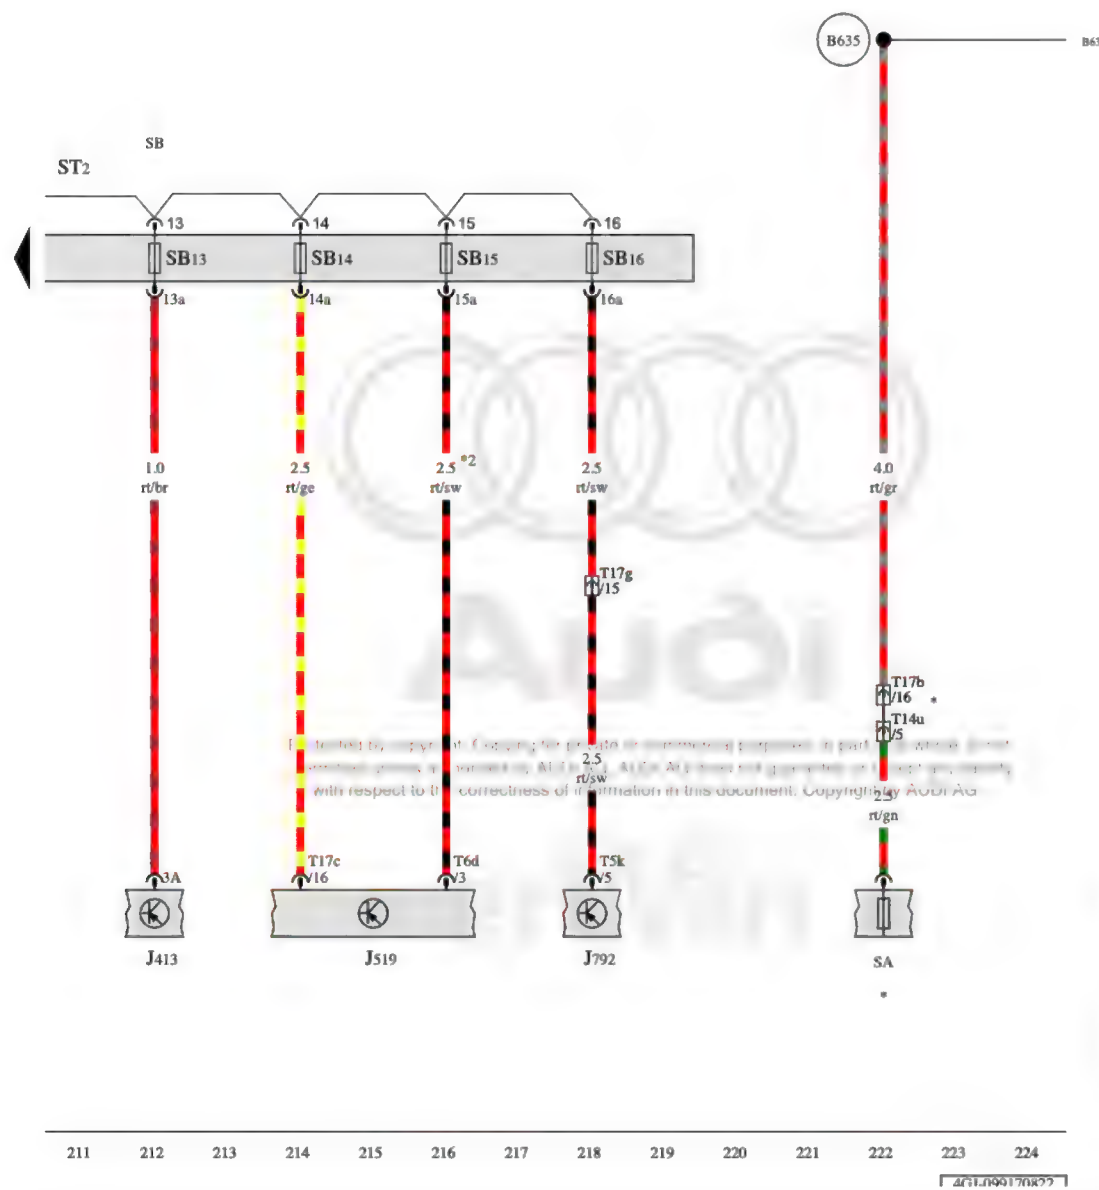 B635
B63
SB
ST2
13 14 15 16
SB13 SB14 SB15 SB16
13a 14a 15a 16a
1.0 2.5 2.5 *2 2.5 4.0
rt/br rt/ge rt/sw rt/sw rt/gr
T17g
/15
Audi
T17b
/16 *
T14u
/5
2.5
rt/sw
with respect to the correctness of information in this document. Copyright by AUDI AG
2.5
rt/gn
T17c T6d T5k
3A /16 /3 /5
J413 J519 J792 SA
*
211 212 213 214 215 216 217 218 219 220 221 222 223 224
4G1-099170822